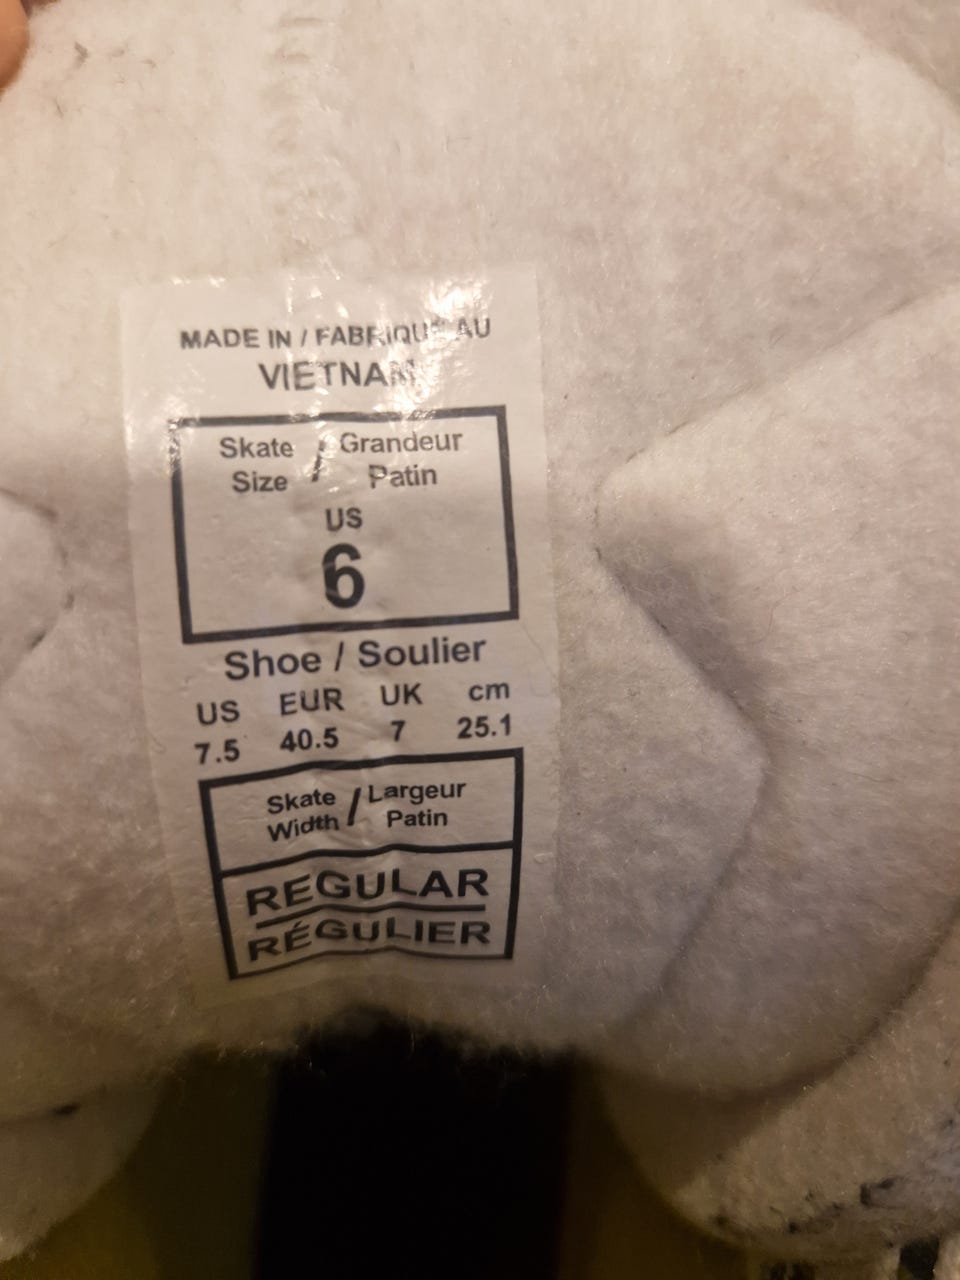 MADE IN / FABRIQUE AU
VIETNAM
Skate / Grandeur
Size Patin
US
6
Shoe / Soulier
US EUR UK cm
7.5 40.5 7 25.1
Skate / Largeur
Width Patin
REGULAR
RÉGULIER